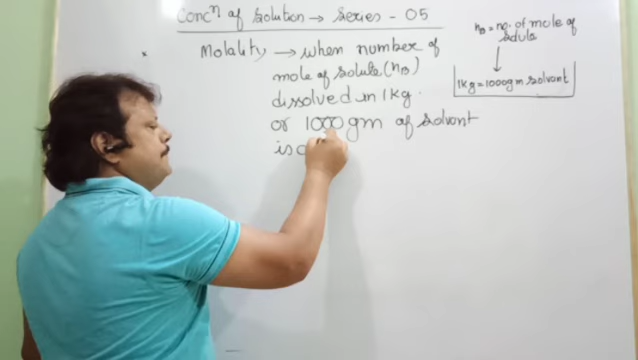 Concⁿ of solution → Series - 05
Molality → when number of
mole of solute (nB)
dissolved in 1 kg.
or 1000 gm of solvent
is
nB = no. of mole of
solute
1 kg = 1000 gm solvent